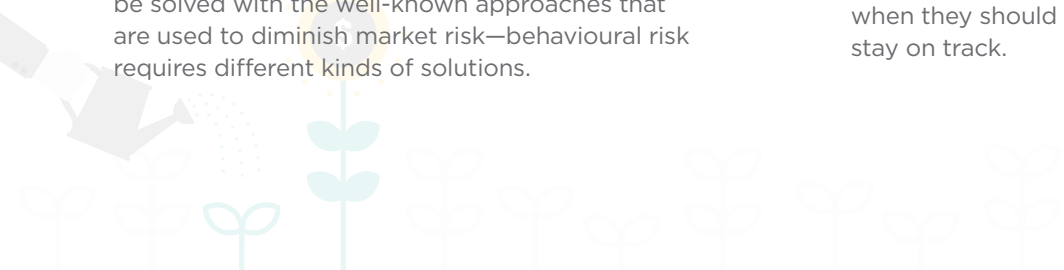 be solved with the well-known approaches that
are used to diminish market risk—behavioural risk
requires different kinds of solutions.
when they should
stay on track.